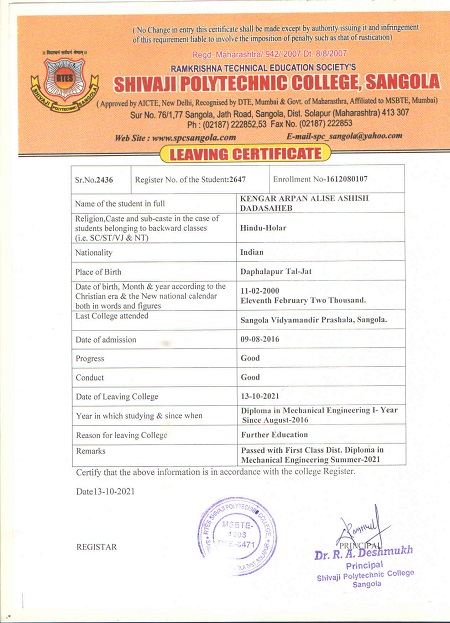 ( No Change in entry this certificate shall be made except by authority issuing it and infringement
of this requirement liable to involve the imposition of penalty such as that of rustication)
Regd. Maharashtra/942/ 2007 Dt. 8/8/2007
RAMKRISHNA TECHNICAL EDUCATION SOCIETY'S
SHIVAJI POLYTECHNIC COLLEGE, SANGOLA
(Approved by AICTE, New Delhi, Recognised by DTE, Mumbai & Govt. of Maharasthra, Affiliated to MSBTE, Mumbai)
Sur No. 76/1,77 Sangola, Jath Road, Sangola, Dist. Solapur (Maharashtra) 413 307
Ph : (02187) 222852,53 Fax No. (02187) 222853
Web Site : www.spcsangola.com E-mail-spc_sangola@yahoo.com
LEAVING CERTIFICATE
Sr.No.2436 Register No. of the Student:2647 Enrollment No-1612080107
Name of the student in full KENGAR ARPAN ALISE ASHISH
DADASAHEB
Religion,Caste and sub-caste in the case of
students belonging to backward classes Hindu-Holar
(i.e. SC/ST/VJ & NT)
Nationality Indian
Place of Birth Daphalapur Tal-Jat
Date of birth, Month & year according to the
Christian era & the New national calendar 11-02-2000
both in words and figures Eleventh February Two Thousand.
Last College attended Sangola Vidyamandir Prashala, Sangola.
Date of admission 09-08-2016
Progress Good
Conduct Good
Date of Leaving College 13-10-2021
Year in which studying & since when Diploma in Mechanical Engineering I- Year
Since August-2016
Reason for leaving College Further Education
Remarks Passed with First Class Dist. Diploma in
Mechanical Engineering Summer-2021
Certify that the above information is in accordance with the college Register.
Date13-10-2021
MSBTE-
REGISTRAR
PRINCIPAL
Dr. R. A. Deshmukh
Principal
Shivaji Polytechnic College
Sangola